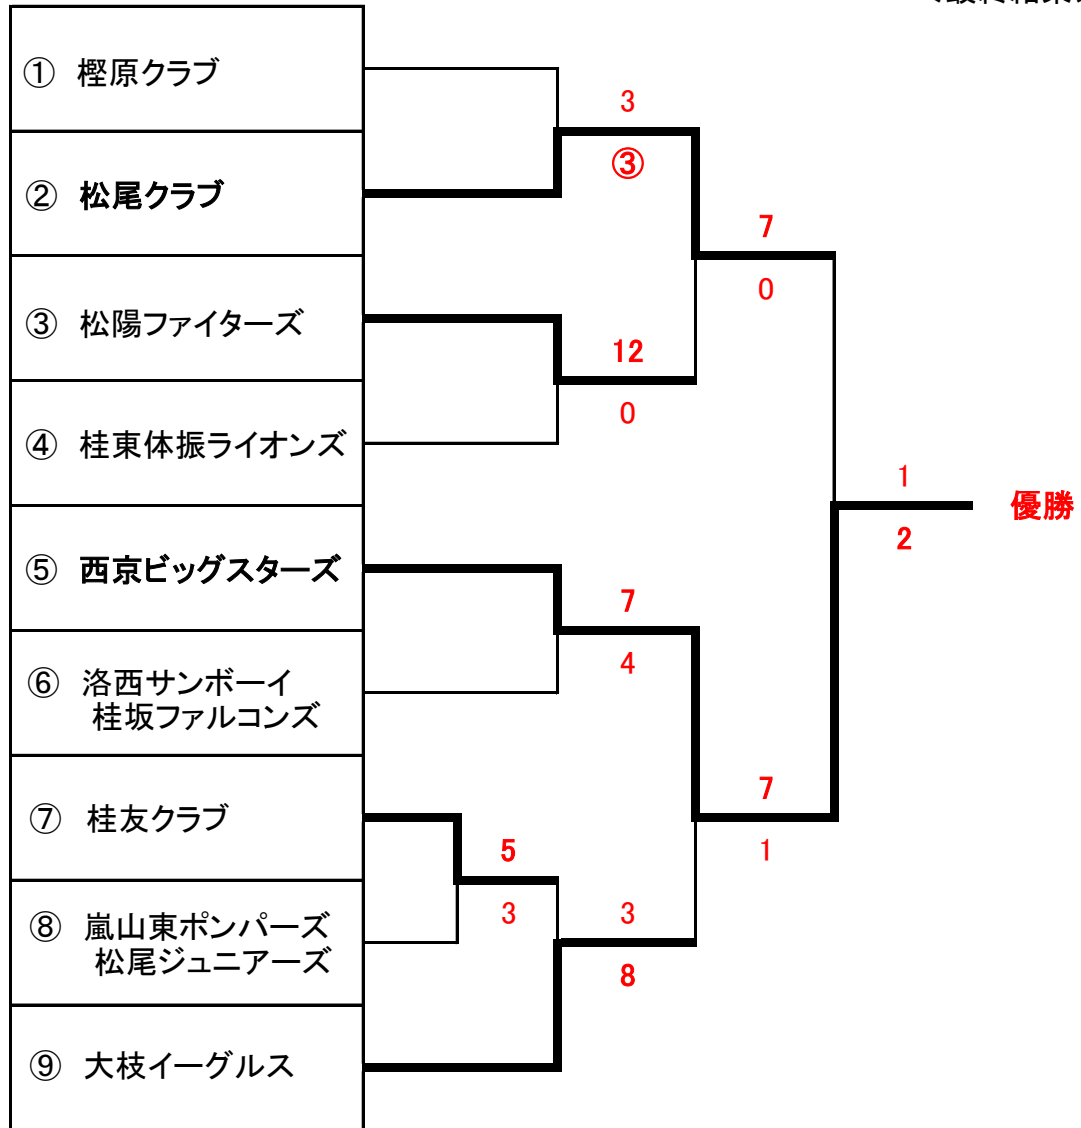 ① 樫原クラブ
3
② 松尾クラブ
③
7
0
③ 松陽ファイターズ
12
④ 桂東体振ライオンズ
0
1
優勝
2
⑤ 西京ビッグスターズ
7
4
⑥ 洛西サンボーイ
桂坂ファルコンズ
7
1
⑦ 桂友クラブ
5
3
3
8
⑧ 嵐山東ポンパーズ
松尾ジュニアーズ
⑨ 大枝イーグルス